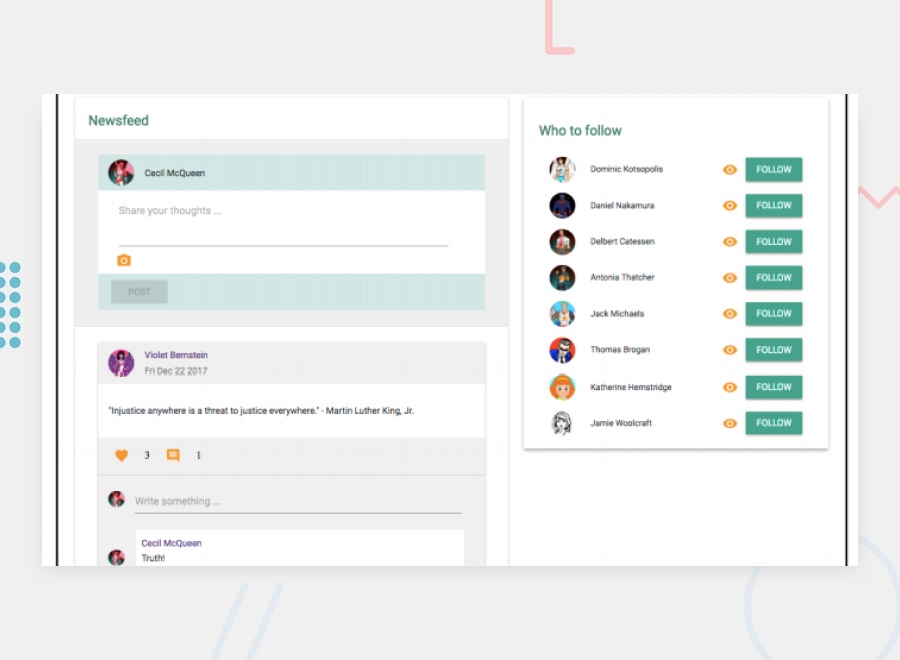 Newsfeed
Cecil McQueen
Share your thoughts ...
POST
Violet Bernstein
Fri Dec 22 2017
"Injustice anywhere is a threat to justice everywhere." - Martin Luther King, Jr.
3 1
Write something ...
Cecil McQueen
Truth!
Who to follow
Dominic Kotsopolis FOLLOW
Daniel Nakamura FOLLOW
Delbert Catessen FOLLOW
Antonia Thatcher FOLLOW
Jack Michaels FOLLOW
Thomas Brogan FOLLOW
Katherine Hemstridge FOLLOW
Jamie Woolcraft FOLLOW